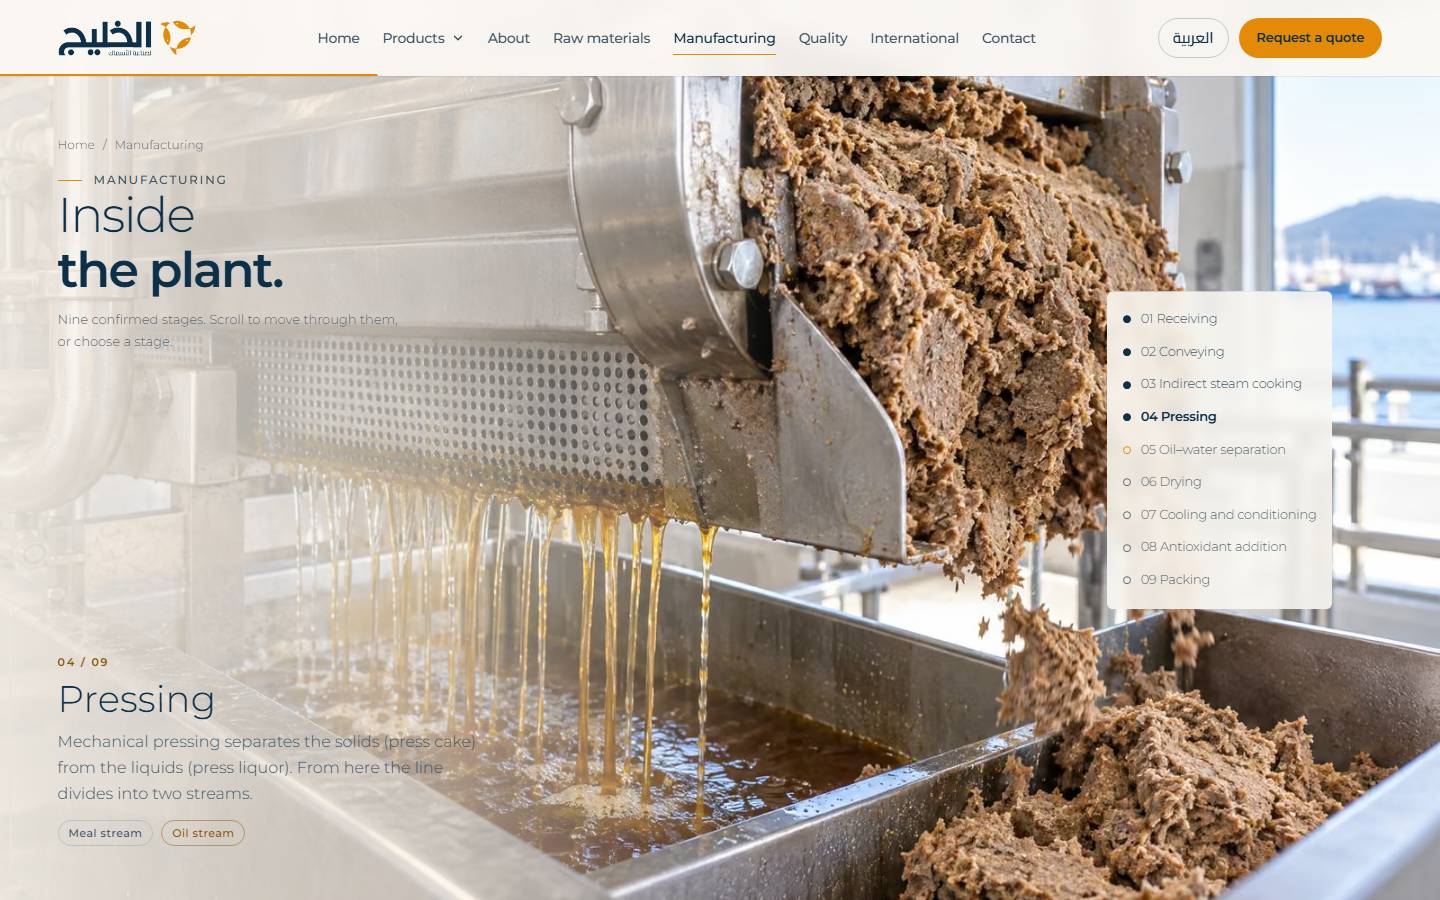 الخليج
لصناعة الأسماك
Home
Products
About
Raw materials
Manufacturing
Quality
International
Contact
العربية
Request a quote
Home / Manufacturing
MANUFACTURING
Inside
the plant.
Nine confirmed stages. Scroll to move through them,
or choose a stage.
01 Receiving
02 Conveying
03 Indirect steam cooking
04 Pressing
05 Oil–water separation
06 Drying
07 Cooling and conditioning
08 Antioxidant addition
09 Packing
04 / 09
Pressing
Mechanical pressing separates the solids (press cake)
from the liquids (press liquor). From here the line
divides into two streams.
Meal stream
Oil stream